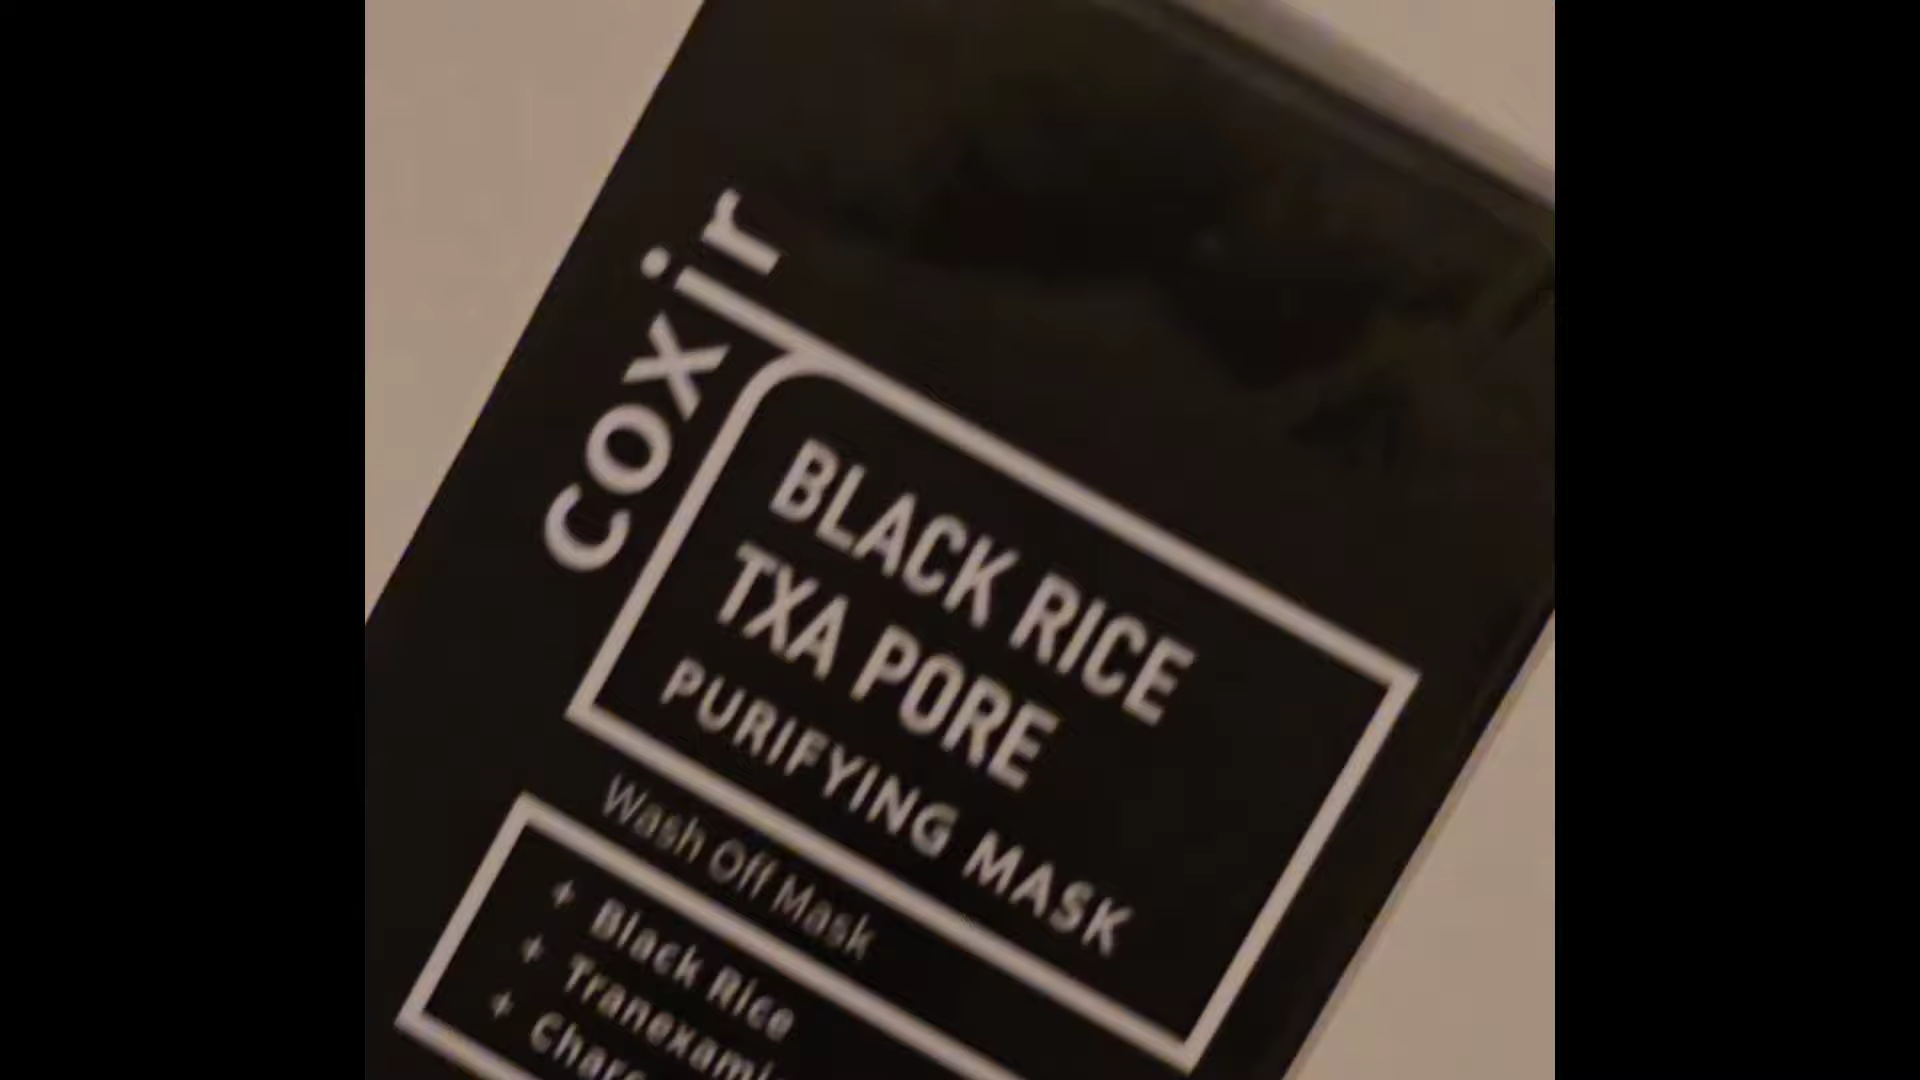 coxir
BLACK RICE
TXA PORE
PURIFYING MASK
Wash Off Mask
+ Black Rice
+
+